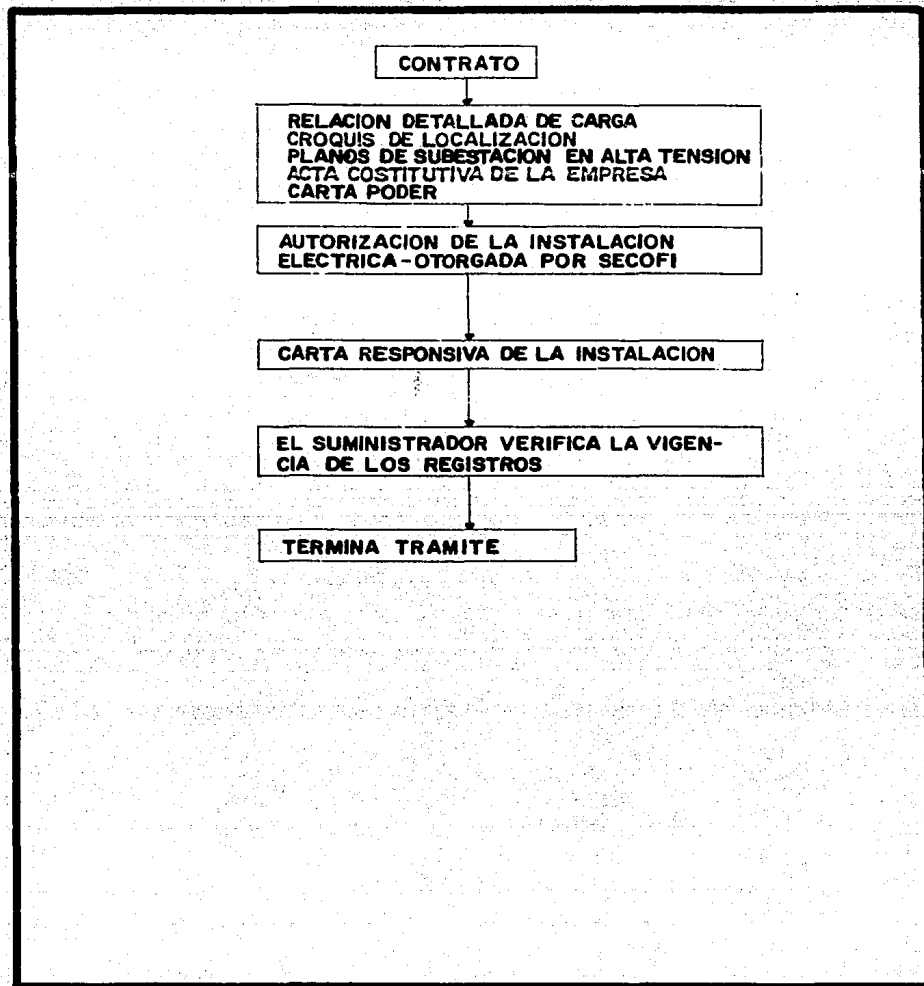 CONTRATO
RELACION DETALLADA DE CARGA
CROQUIS DE LOCALIZACION
PLANOS DE SUBESTACION EN ALTA TENSION
ACTA COSTITUTIVA DE LA EMPRESA
CARTA PODER
AUTORIZACION DE LA INSTALACION
ELECTRICA-OTORGADA POR SECOFI
CARTA RESPONSIVA DE LA INSTALACION
EL SUMINISTRADOR VERIFICA LA VIGEN-
CIA DE LOS REGISTROS
TERMINA TRAMITE